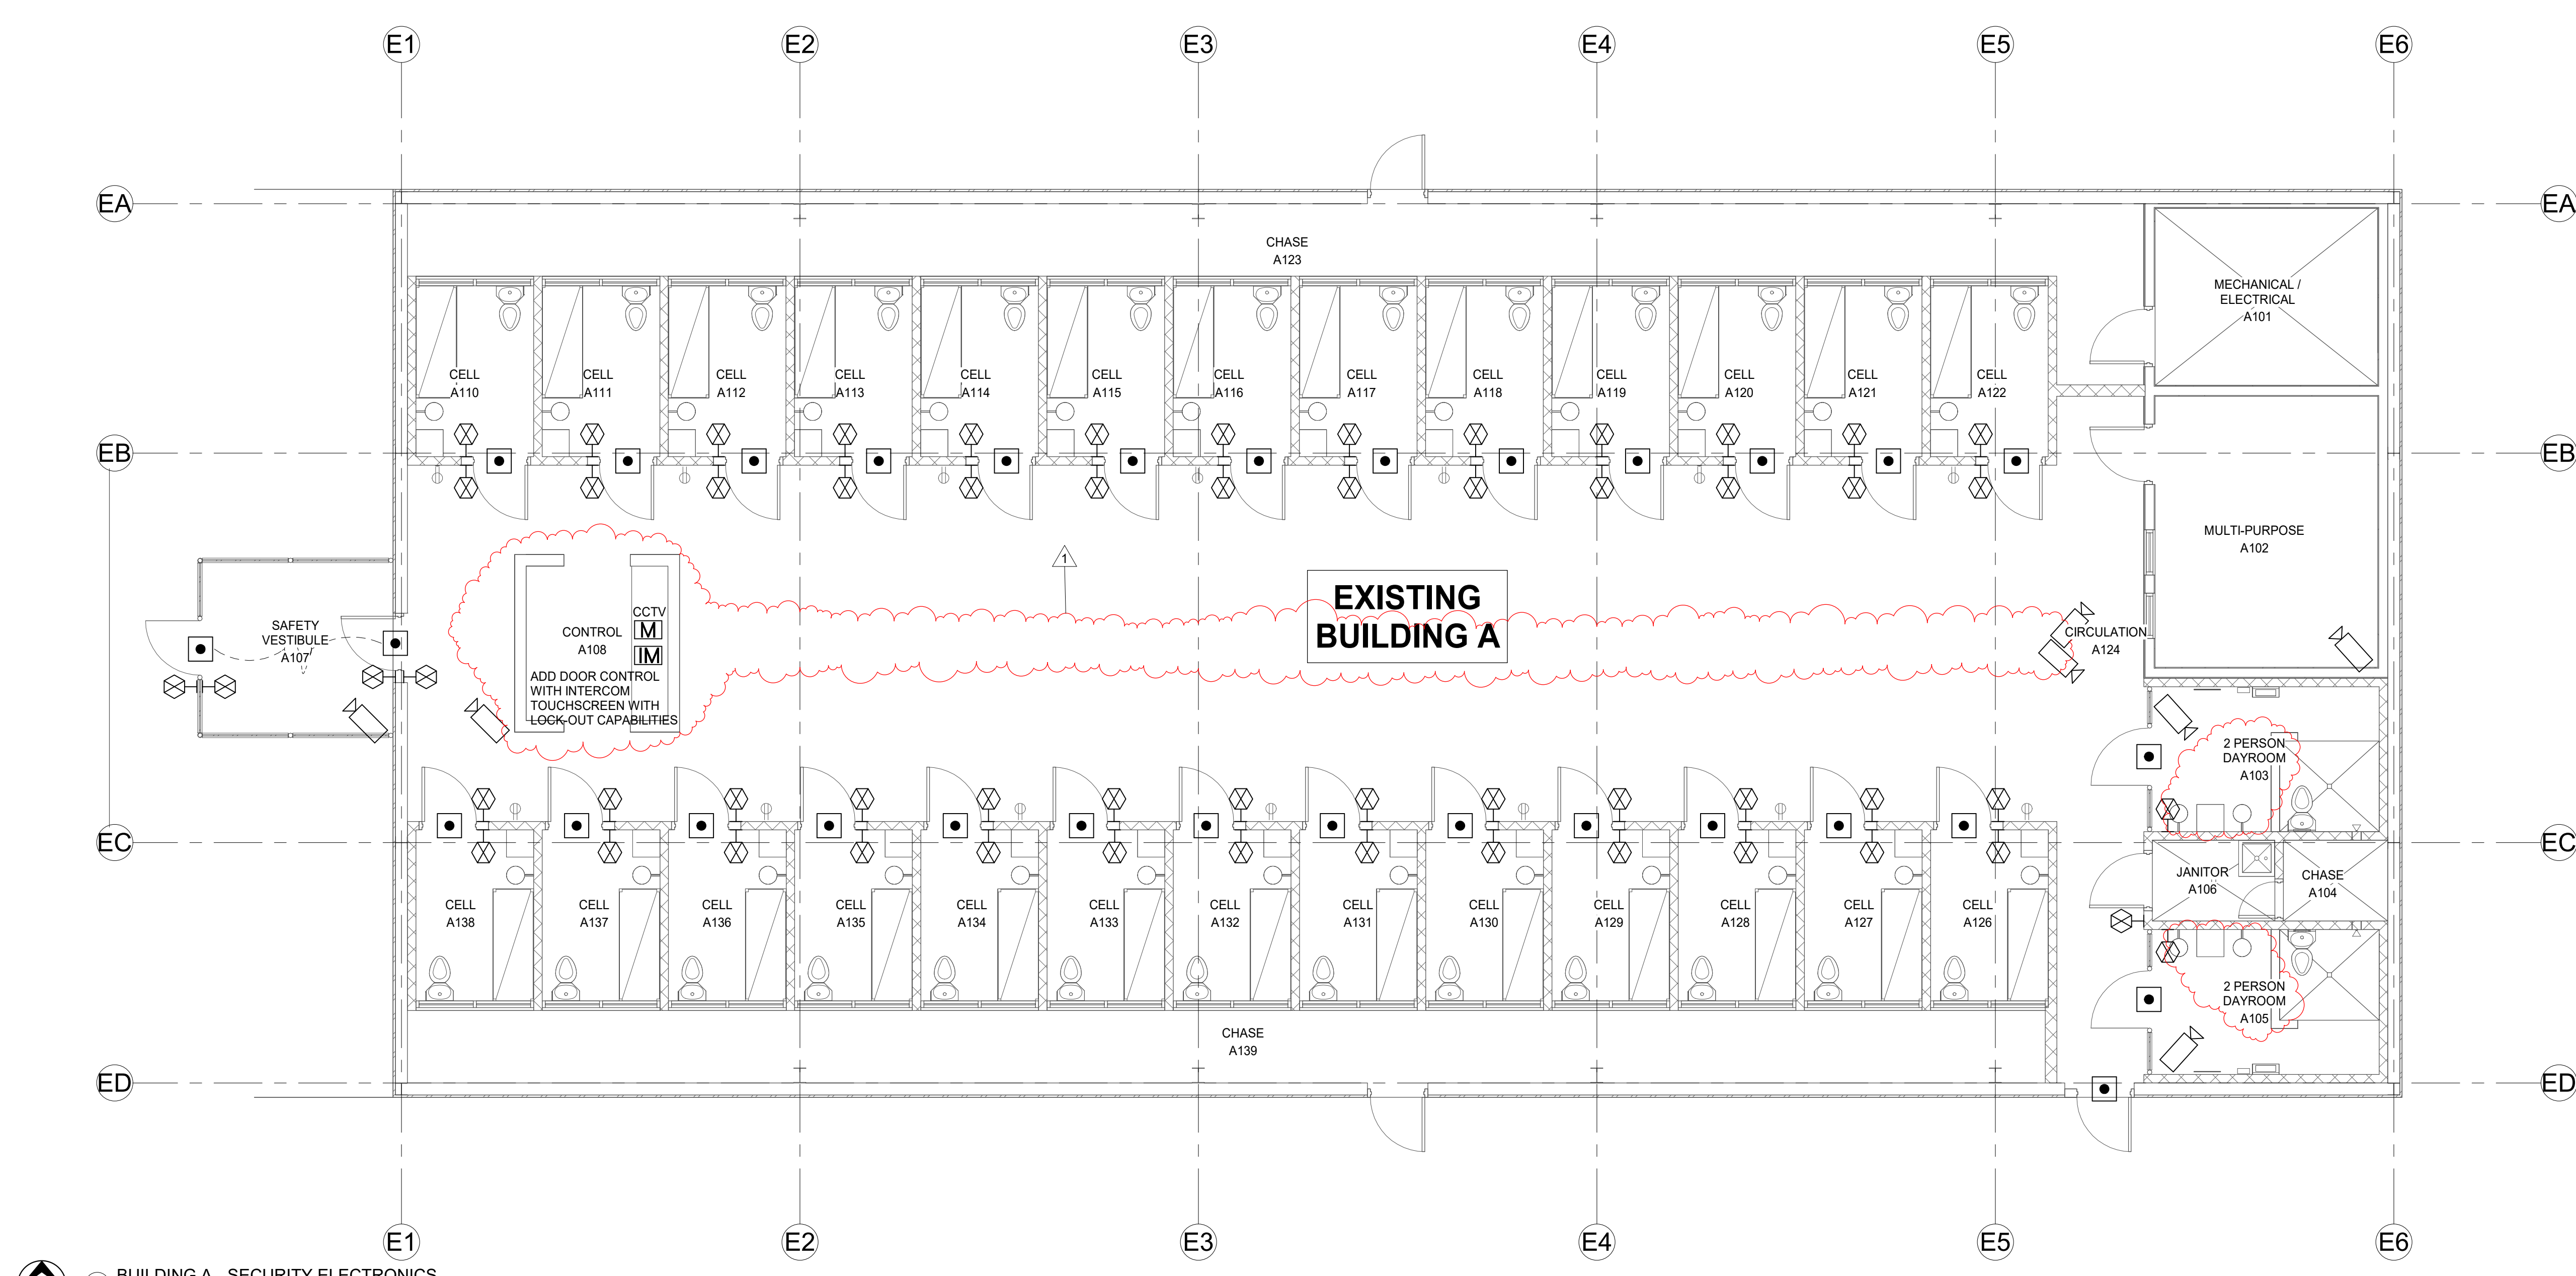 E1
E2
E3
E4
E5
E6
EA
EA
CHASE
A123
MECHANICAL /
ELECTRICAL
A101
CELL
A110
CELL
A111
CELL
A112
CELL
A113
CELL
A114
CELL
A115
CELL
A116
CELL
A117
CELL
A118
CELL
A119
CELL
A120
CELL
A121
CELL
A122
EB
EB
MULTI-PURPOSE
A102
1
EXISTING
BUILDING A
SAFETY
VESTIBULE
A107
CONTROL
A108
CCTV
M
IM
ADD DOOR CONTROL
WITH INTERCOM
TOUCHSCREEN WITH
LOCK-OUT CAPABILITIES
CIRCULATION
A124
2 PERSON
DAYROOM
A103
EC
EC
JANITOR
A106
CHASE
A104
CELL
A138
CELL
A137
CELL
A136
CELL
A135
CELL
A134
CELL
A133
CELL
A132
CELL
A131
CELL
A130
CELL
A129
CELL
A128
CELL
A127
CELL
A126
2 PERSON
DAYROOM
A105
CHASE
A139
ED
ED
E1
E2
E3
E4
E5
E6
BUILDING A - SECURITY ELECTRONICS